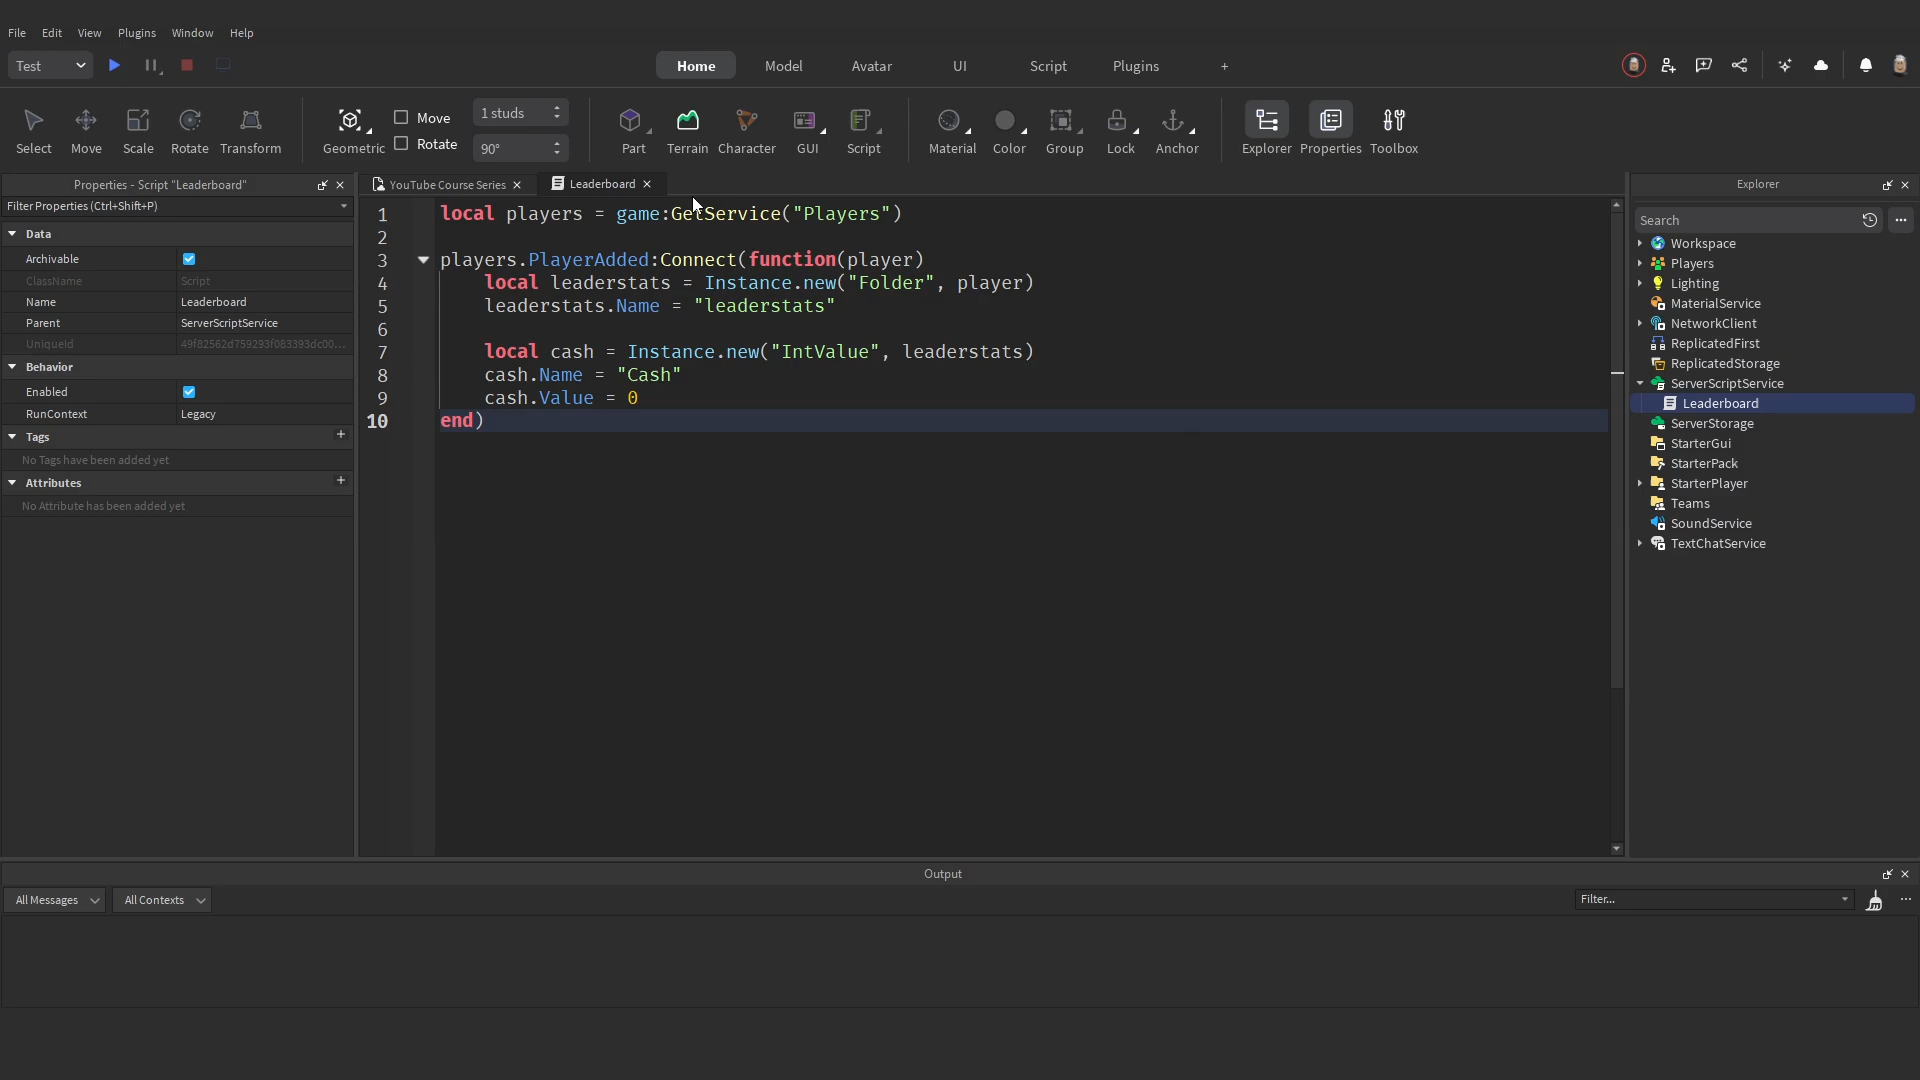 File Edit View Plugins Window Help
Test Home Model Avatar UI Script Plugins +
Select Move Scale Rotate Transform Geometric Move 1 studs Rotate 90° Part Terrain Character GUI Script Material Color Group Lock Anchor Explorer Properties Toolbox
Properties - Script "Leaderboard"
Filter Properties (Ctrl+Shift+P)
Data
Archivable
ClassName Script
Name Leaderboard
Parent ServerScriptService
UniqueId 49f82562d759293f083393dc00...
Behavior
Enabled
RunContext Legacy
Tags +
No Tags have been added yet
Attributes +
No Attribute has been added yet
YouTube Course Series Leaderboard
1 local players = game:GetService("Players")
2
3 players.PlayerAdded:Connect(function(player)
4 local leaderstats = Instance.new("Folder", player)
5 leaderstats.Name = "leaderstats"
6
7 local cash = Instance.new("IntValue", leaderstats)
8 cash.Name = "Cash"
9 cash.Value = 0
10 end)
Explorer
Search
Workspace
Players
Lighting
MaterialService
NetworkClient
ReplicatedFirst
ReplicatedStorage
ServerScriptService
Leaderboard
ServerStorage
StarterGui
StarterPack
StarterPlayer
Teams
SoundService
TextChatService
Output
All Messages All Contexts Filter...